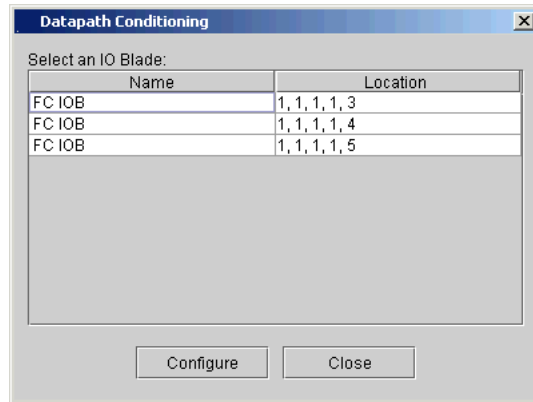 Datapath Conditioning
Select an IO Blade:
Name Location
FC IOB 1, 1, 1, 1, 3
FC IOB 1, 1, 1, 1, 4
FC IOB 1, 1, 1, 1, 5
Configure Close